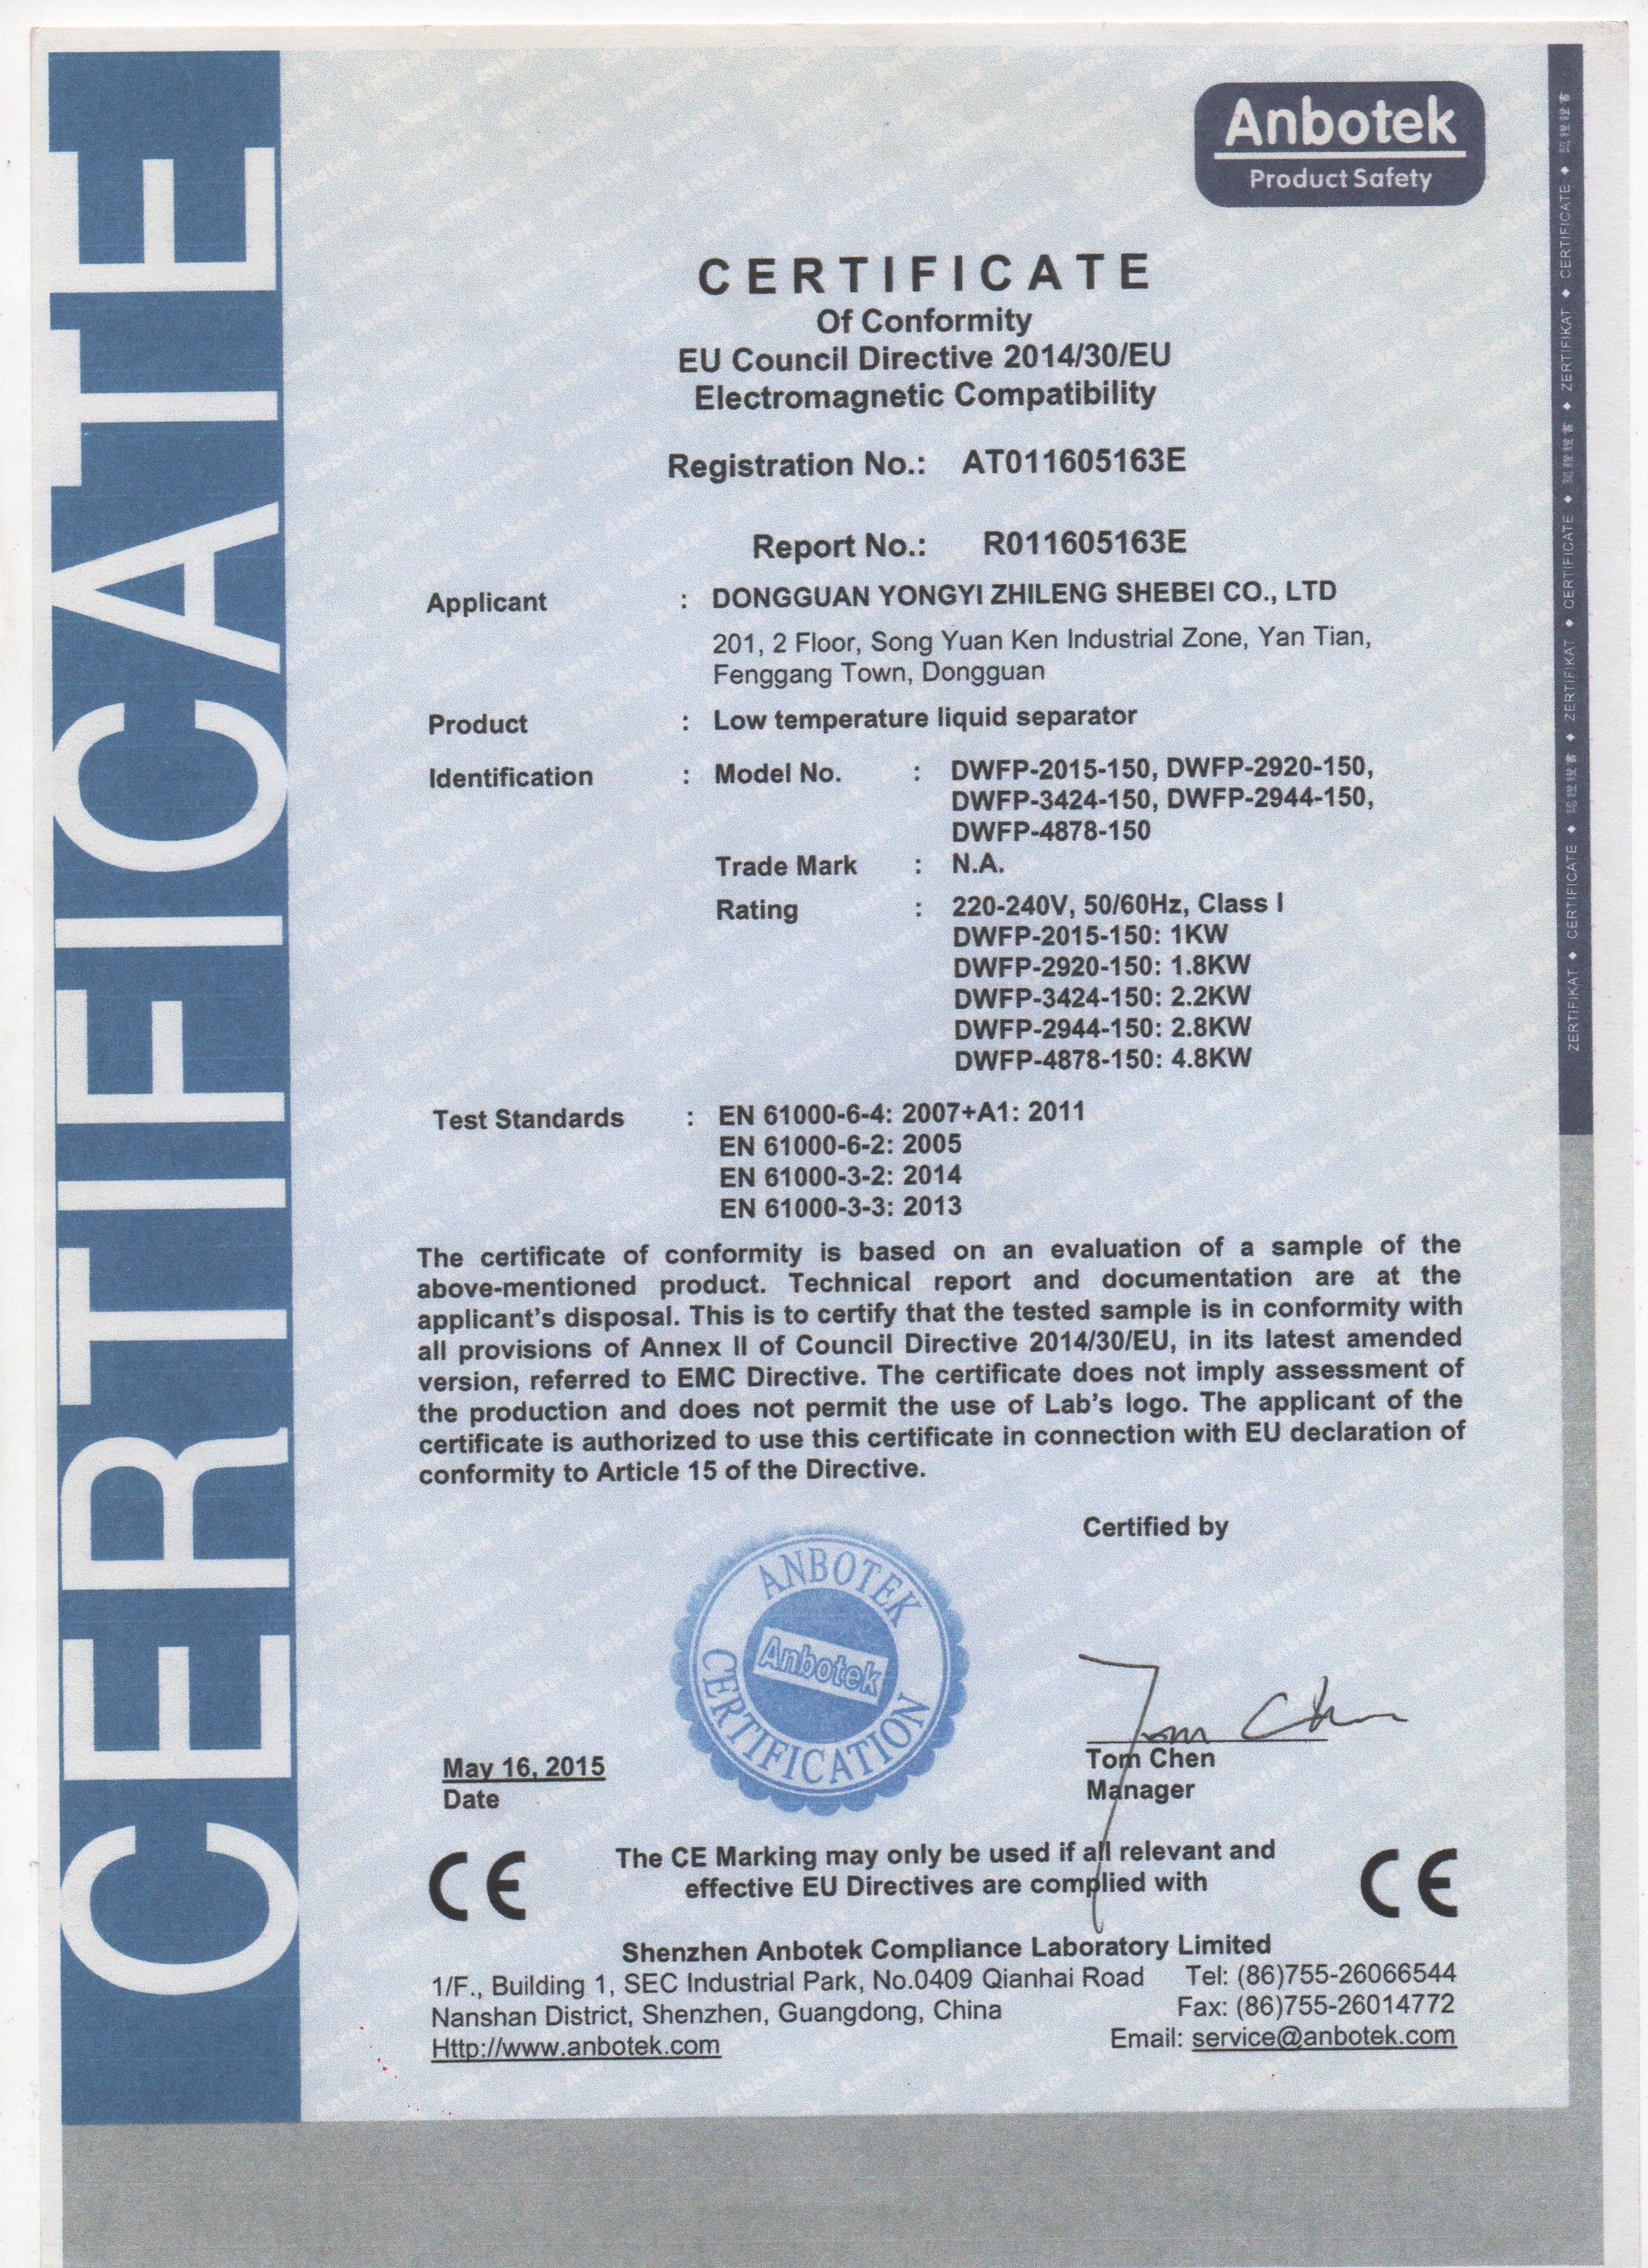 CERTIFICATE
Anbotek
Product Safety
CERTIFICATE
Of Conformity
EU Council Directive 2014/30/EU
Electromagnetic Compatibility
Registration No.: AT011605163E
Report No.: R011605163E
Applicant : DONGGUAN YONGYI ZHILENG SHEBEI CO., LTD
201, 2 Floor, Song Yuan Ken Industrial Zone, Yan Tian,
Fenggang Town, Dongguan
Product : Low temperature liquid separator
Identification : Model No. : DWFP-2015-150, DWFP-2920-150,
DWFP-3424-150, DWFP-2944-150,
DWFP-4878-150
Trade Mark : N.A.
Rating : 220-240V, 50/60Hz, Class I
DWFP-2015-150: 1KW
DWFP-2920-150: 1.8KW
DWFP-3424-150: 2.2KW
DWFP-2944-150: 2.8KW
DWFP-4878-150: 4.8KW
Test Standards : EN 61000-6-4: 2007+A1: 2011
EN 61000-6-2: 2005
EN 61000-3-2: 2014
EN 61000-3-3: 2013
The certificate of conformity is based on an evaluation of a sample of the
above-mentioned product. Technical report and documentation are at the
applicant's disposal. This is to certify that the tested sample is in conformity with
all provisions of Annex II of Council Directive 2014/30/EU, in its latest amended
version, referred to EMC Directive. The certificate does not imply assessment of
the production and does not permit the use of Lab's logo. The applicant of the
certificate is authorized to use this certificate in connection with EU declaration of
conformity to Article 15 of the Directive.
Certified by
ANBOTEK
Anbotek
CERTIFICATION
Tom Chen
May 16, 2015
Date
Tom Chen
Manager
CE
The CE Marking may only be used if all relevant and
effective EU Directives are complied with
CE
Shenzhen Anbotek Compliance Laboratory Limited
1/F., Building 1, SEC Industrial Park, No.0409 Qianhai Road Tel: (86)755-26066544
Nanshan District, Shenzhen, Guangdong, China Fax: (86)755-26014772
Http://www.anbotek.com Email: service@anbotek.com
ZERTIFIKAT ◆ CERTIFICATE ◆ ◆ ZERTIFIKAT ◆ CERTIFICATE ◆ ◆ ZERTIFIKAT ◆ CERTIFICATE ◆